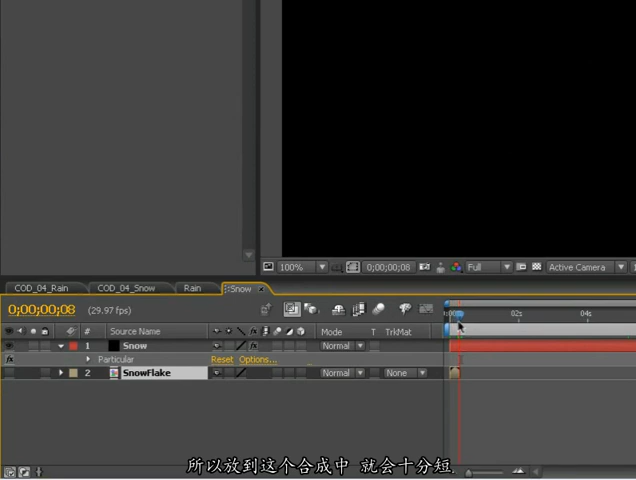 100% 0;00;00;08 Full Active Camera
COD_04_Rain COD_04_Snow Rain Snow
0;00;00;08 (29.97 fps) 02s 04s
# Source Name Mode T TrkMat
1 Snow Normal
Particular Reset Options...
2 SnowFlake Normal None
所以放到这个合成中 就会十分短